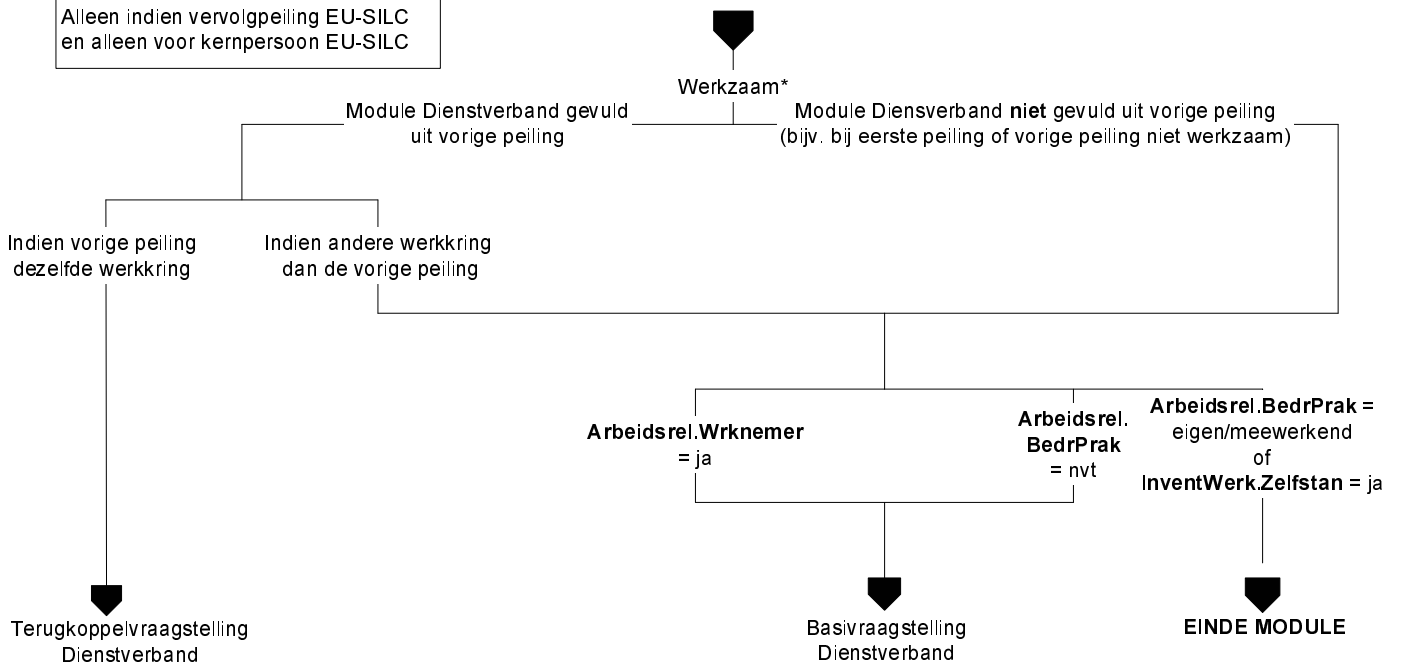 Alleen indien vervolgpeiling EU-SILC
en alleen voor kernpersoon EU-SILC
Werkzaam*
Module Dienstverband gevuld
uit vorige peiling
Module Diensverband niet gevuld uit vorige peiling
(bijv. bij eerste peiling of vorige peiling niet werkzaam)
Indien vorige peiling
dezelfde werkkring
Indien andere werkkring
dan de vorige peiling
Arbeidsrel.Wrknemer
= ja
Arbeidsrel.
BedrPrak
= nvt
Arbeidsrel.BedrPrak =
eigen/meewerkend
of
InventWerk.Zelfstan = ja
Terugkoppelvraagstelling
Dienstverband
Basivraagstelling
Dienstverband
EINDE MODULE